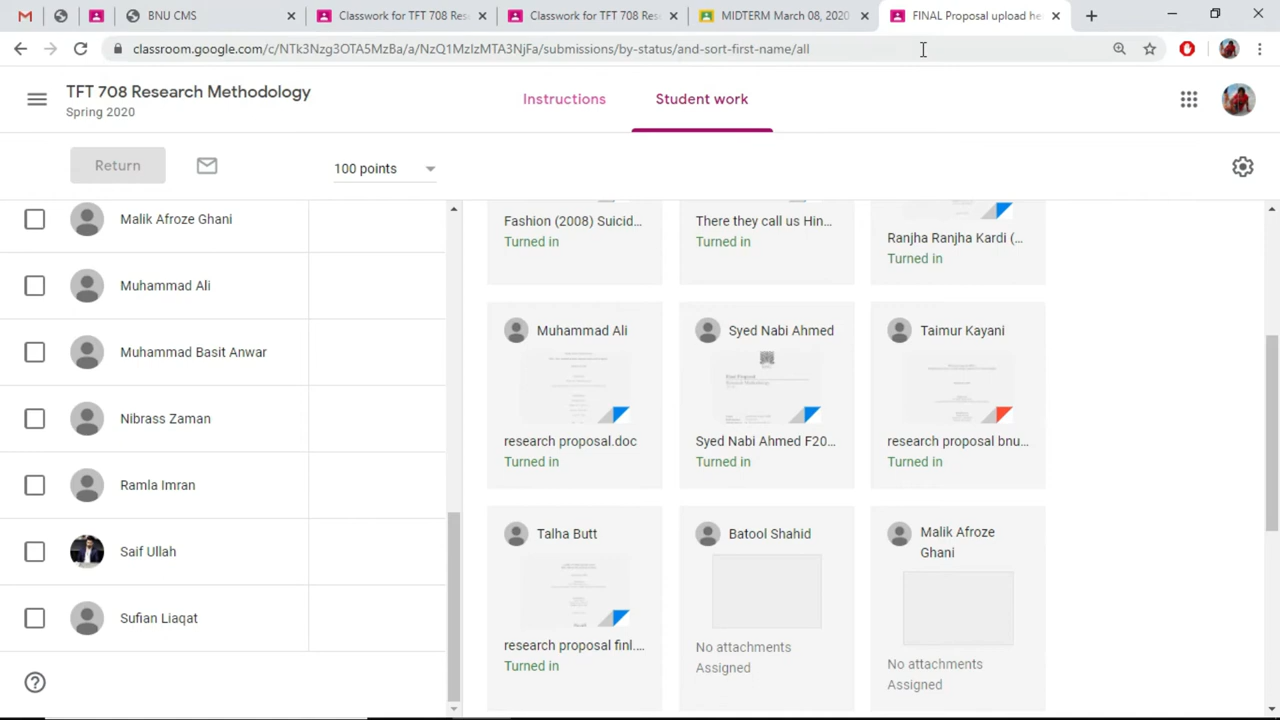 BNU CMS
Classwork for TFT 708 Res
Classwork for TFT 708 Res
MIDTERM March 08, 2020
FINAL Proposal upload he
classroom.google.com/c/NTk3Nzg3OTA5MzBa/a/NzQ1MzIzMTA3NjFa/submissions/by-status/and-sort-first-name/all
TFT 708 Research Methodology
Spring 2020
Instructions
Student work
Return
100 points
Malik Afroze Ghani
Muhammad Ali
Muhammad Basit Anwar
Nibrass Zaman
Ramla Imran
Saif Ullah
Sufian Liaqat
Fashion (2008) Suicid...
Turned in
There they call us Hin...
Turned in
Ranjha Ranjha Kardi (...
Turned in
Muhammad Ali
research proposal.doc
Turned in
Syed Nabi Ahmed
Syed Nabi Ahmed F20...
Turned in
Taimur Kayani
research proposal bnu...
Turned in
Talha Butt
research proposal finl....
Turned in
Batool Shahid
No attachments
Assigned
Malik Afroze
Ghani
No attachments
Assigned